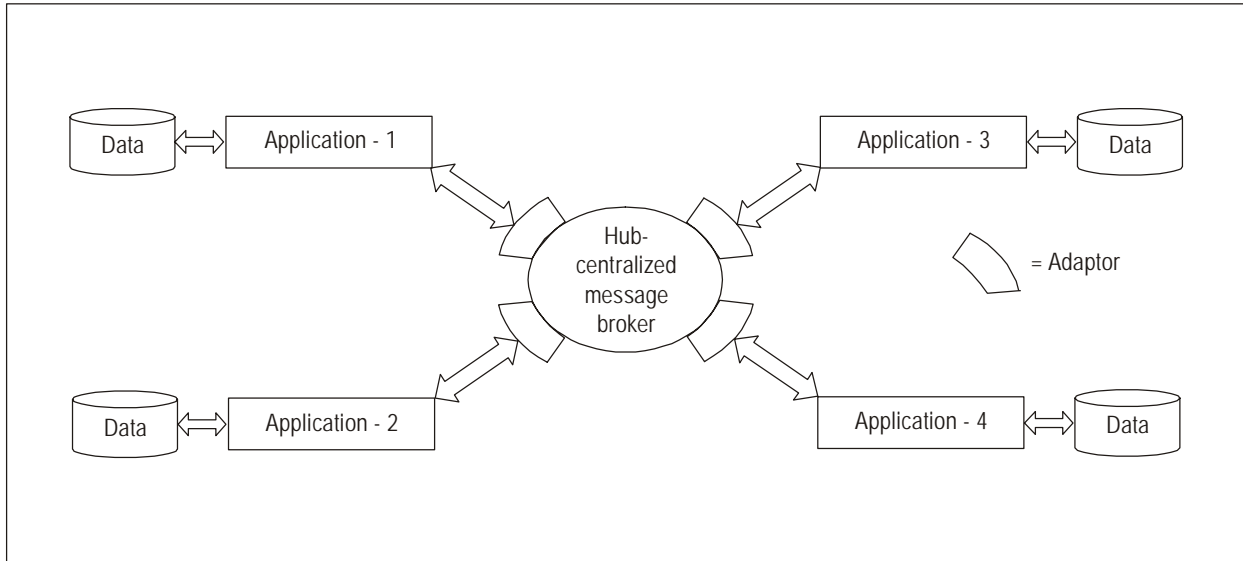 Data
Application - 1
Application - 3
Data
Hub-
centralized
message
broker
= Adaptor
Data
Application - 2
Application - 4
Data